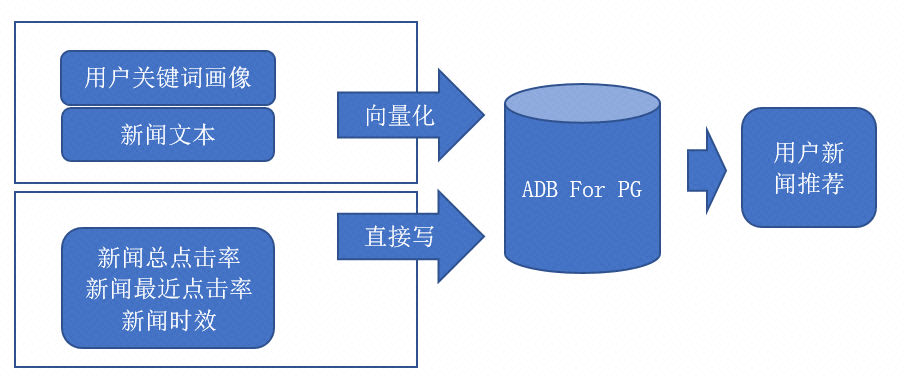 用户关键词画像
新闻文本
向量化
新闻总点击率
新闻最近点击率
新闻时效
直接写
ADB For PG
用户新
闻推荐